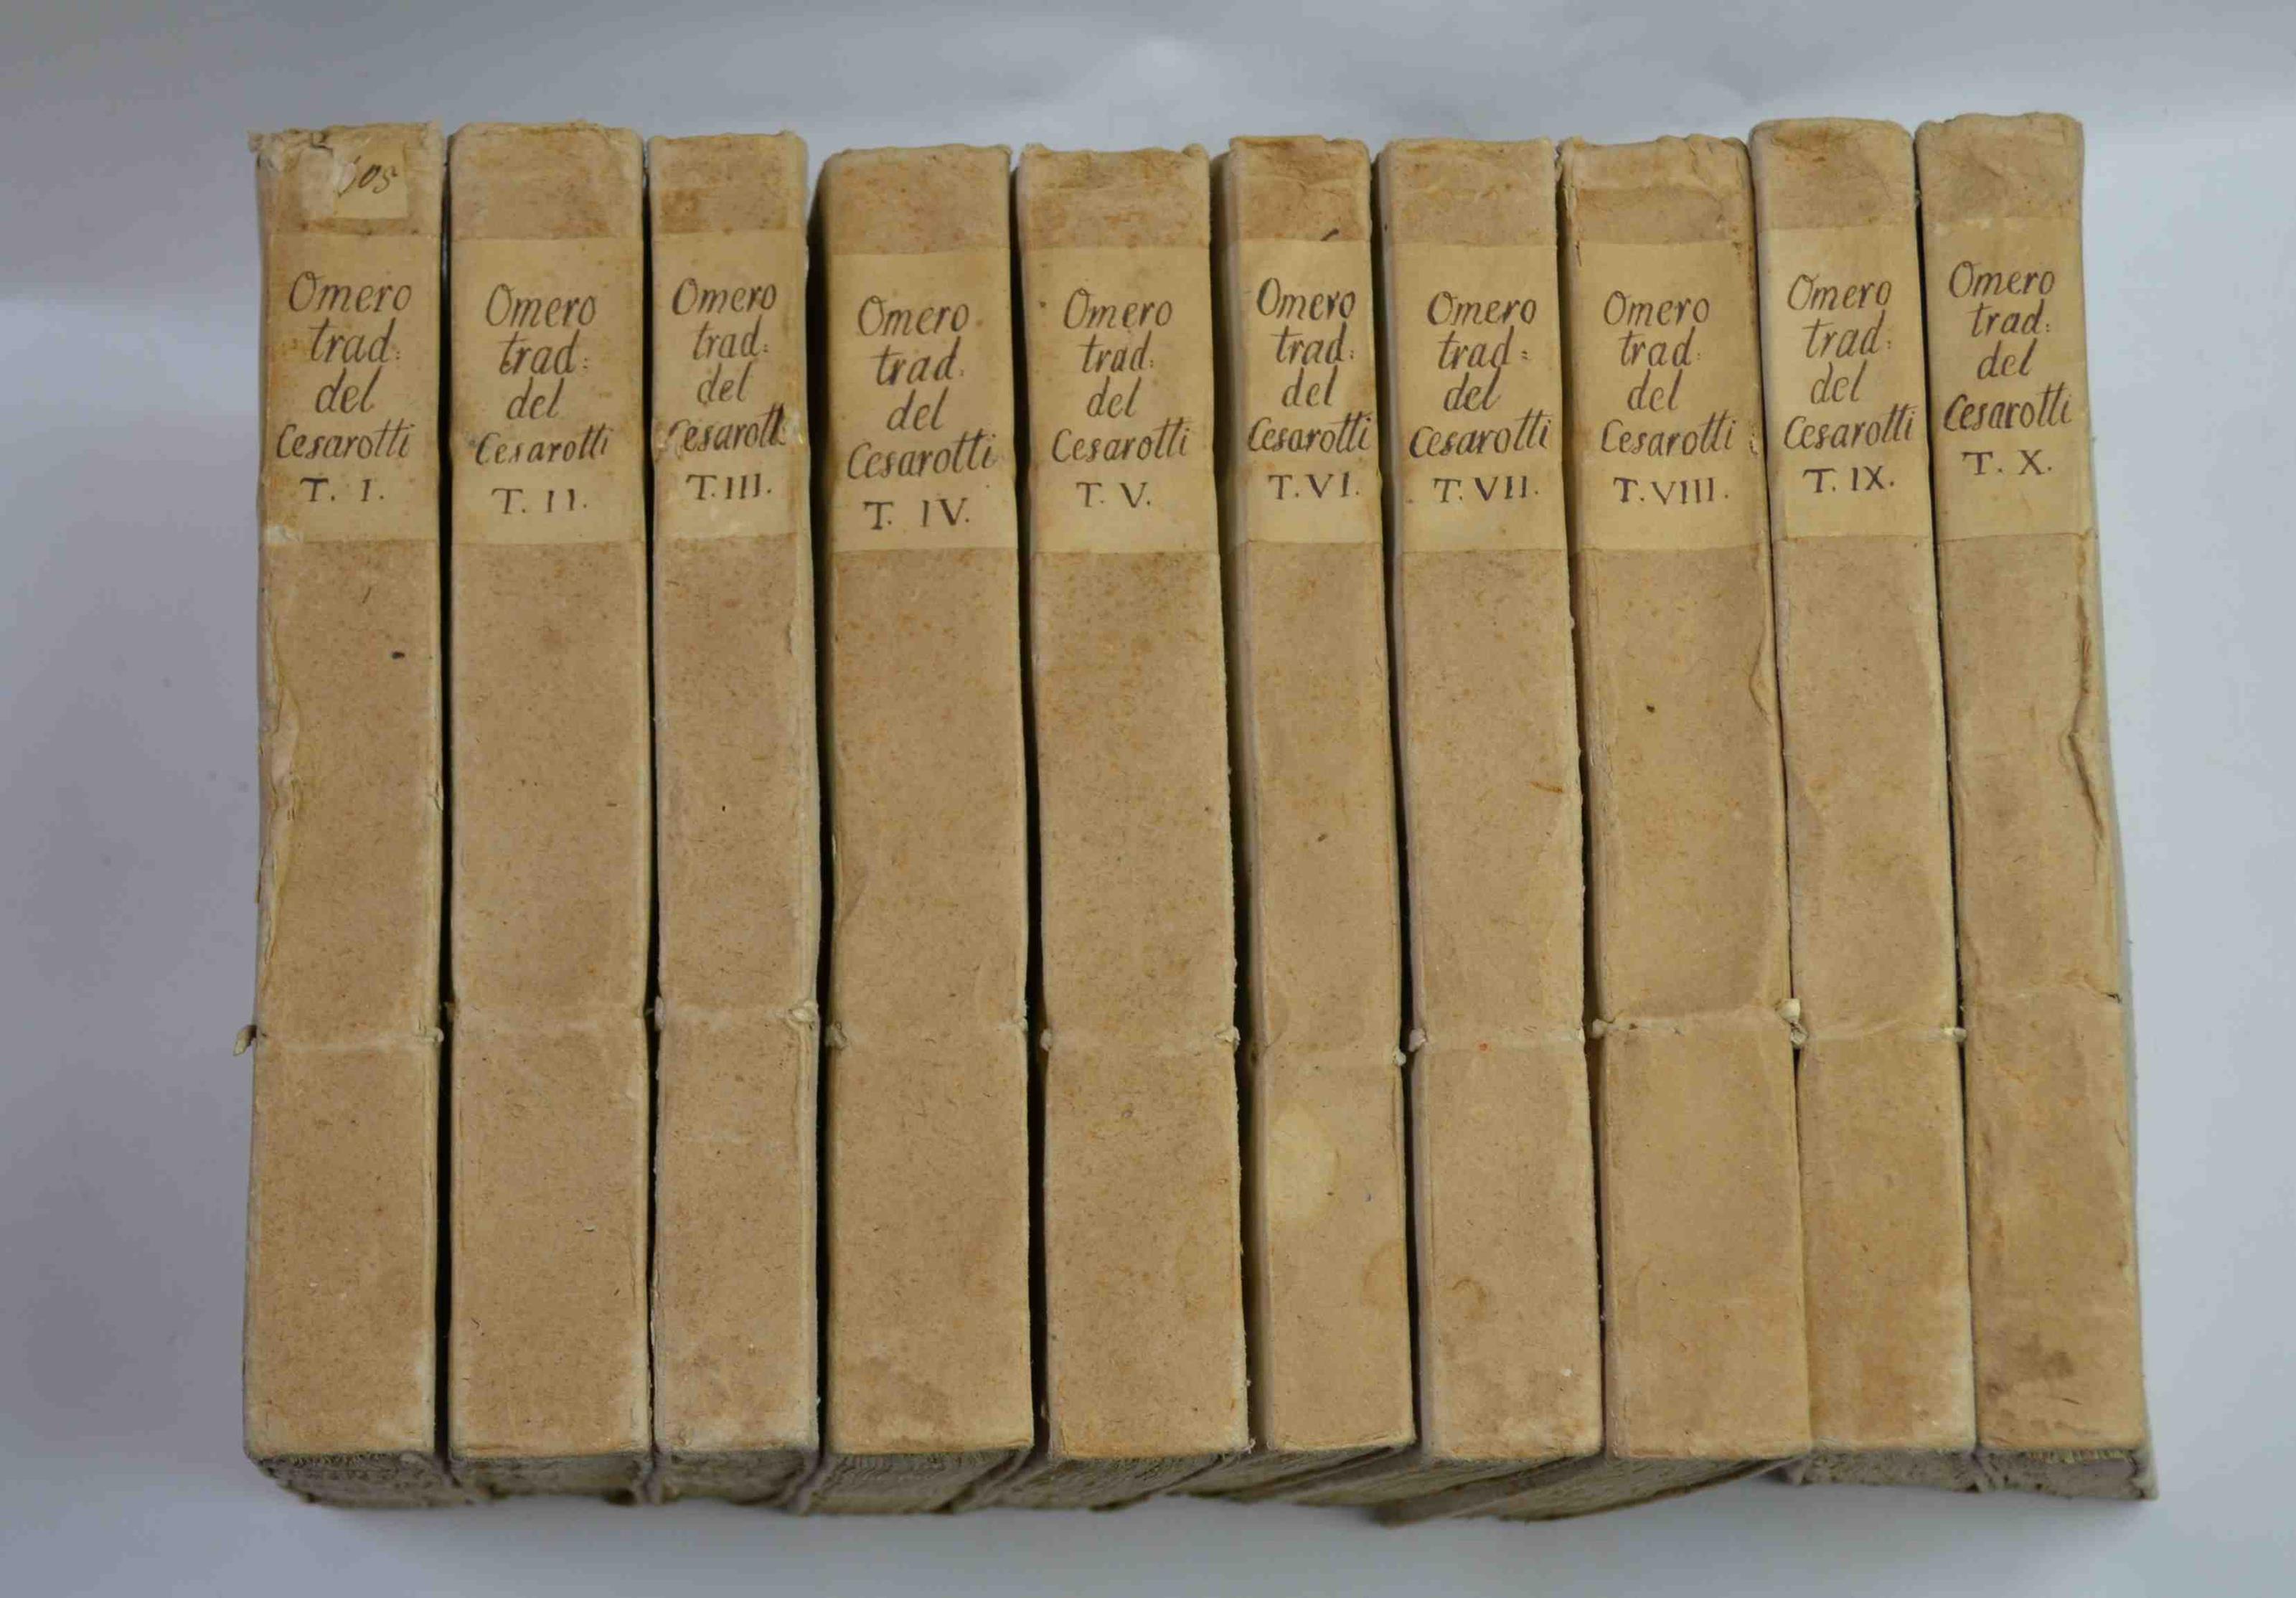 Omero
trad:
del
Cesarotti
T. I.
Omero
trad:
del
Cesarotti
T. II.
Omero
trad:
del
Cesarott
T. III.
Omero
trad.
del
Cesarotti
T. IV.
Omero
trad:
del
Cesarotti
T. V.
Omero
trad:
del
Cesarotti
T. VI.
Omero
trad:
del
Cesarotti
T. VII.
Omero
trad.
del
Cesarotti
T. VIII.
Omero
trad:
del
Cesarotti
T. IX.
Omero
trad:
del
Cesarotti
T. X.